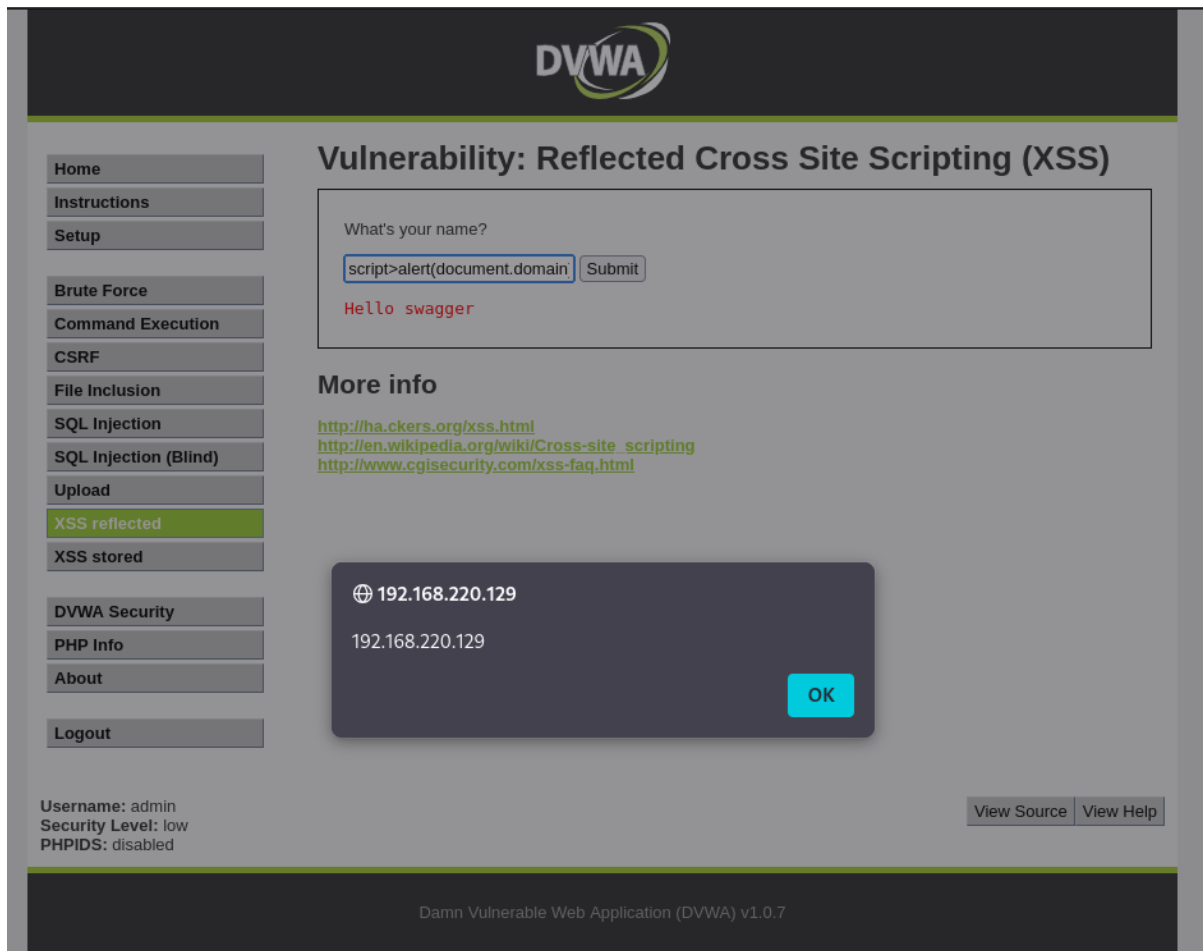 DVWA
Home
Instructions
Setup
Brute Force
Command Execution
CSRF
File Inclusion
SQL Injection
SQL Injection (Blind)
Upload
XSS reflected
XSS stored
DVWA Security
PHP Info
About
Logout
Vulnerability: Reflected Cross Site Scripting (XSS)
What's your name?
script>alert(document.domain) Submit
Hello swagger
More info
http://ha.ckers.org/xss.html
http://en.wikipedia.org/wiki/Cross-site_scripting
http://www.cgisecurity.com/xss-faq.html
192.168.220.129
192.168.220.129
OK
Username: admin
Security Level: low
PHPIDS: disabled
View Source View Help
Damn Vulnerable Web Application (DVWA) v1.0.7